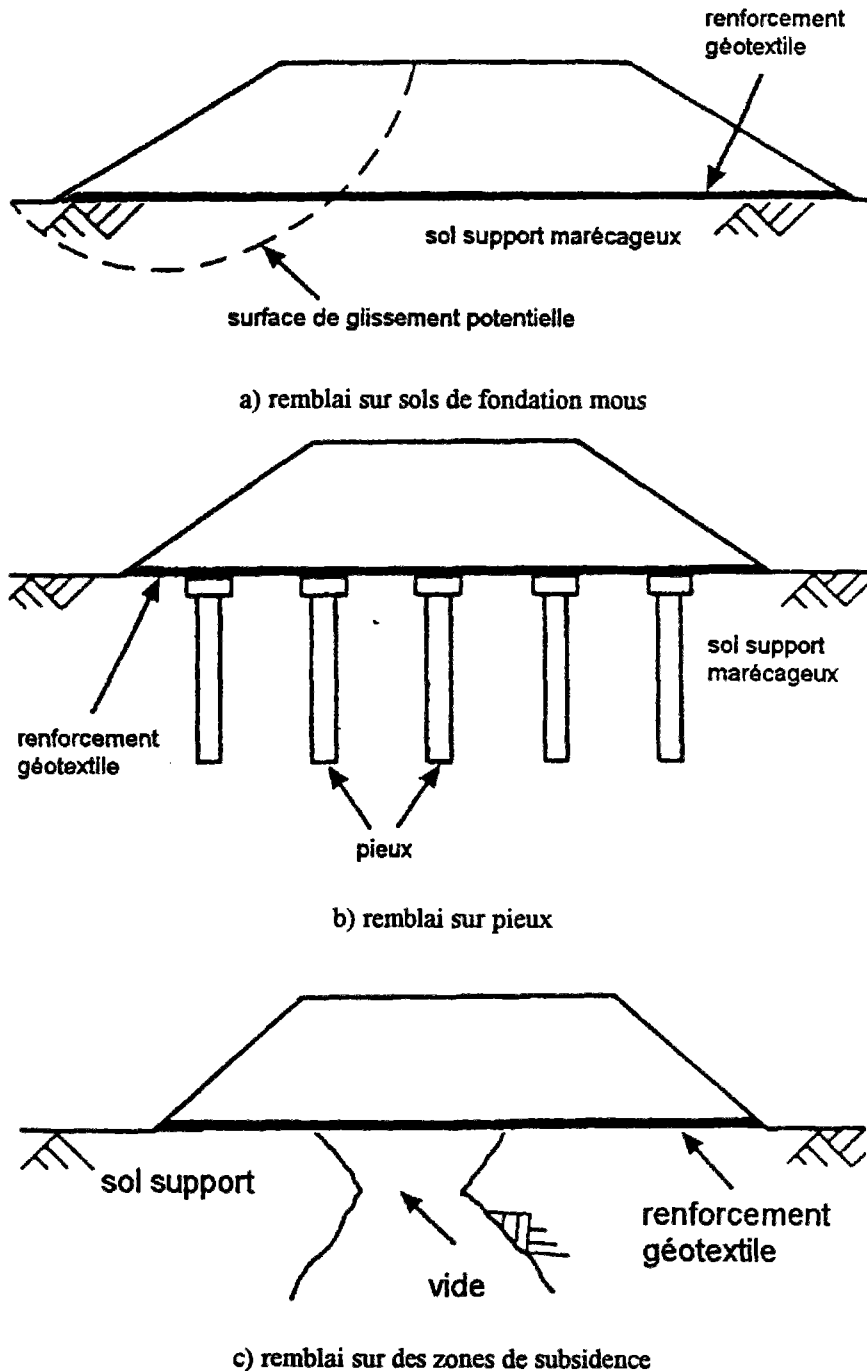 renforcement
géotextile
sol support marécageux
surface de glissement potentielle
a) remblai sur sols de fondation mous
sol support
marécageux
renforcement
géotextile
pieux
b) remblai sur pieux
sol support
renforcement
géotextile
vide
c) remblai sur des zones de subsidence